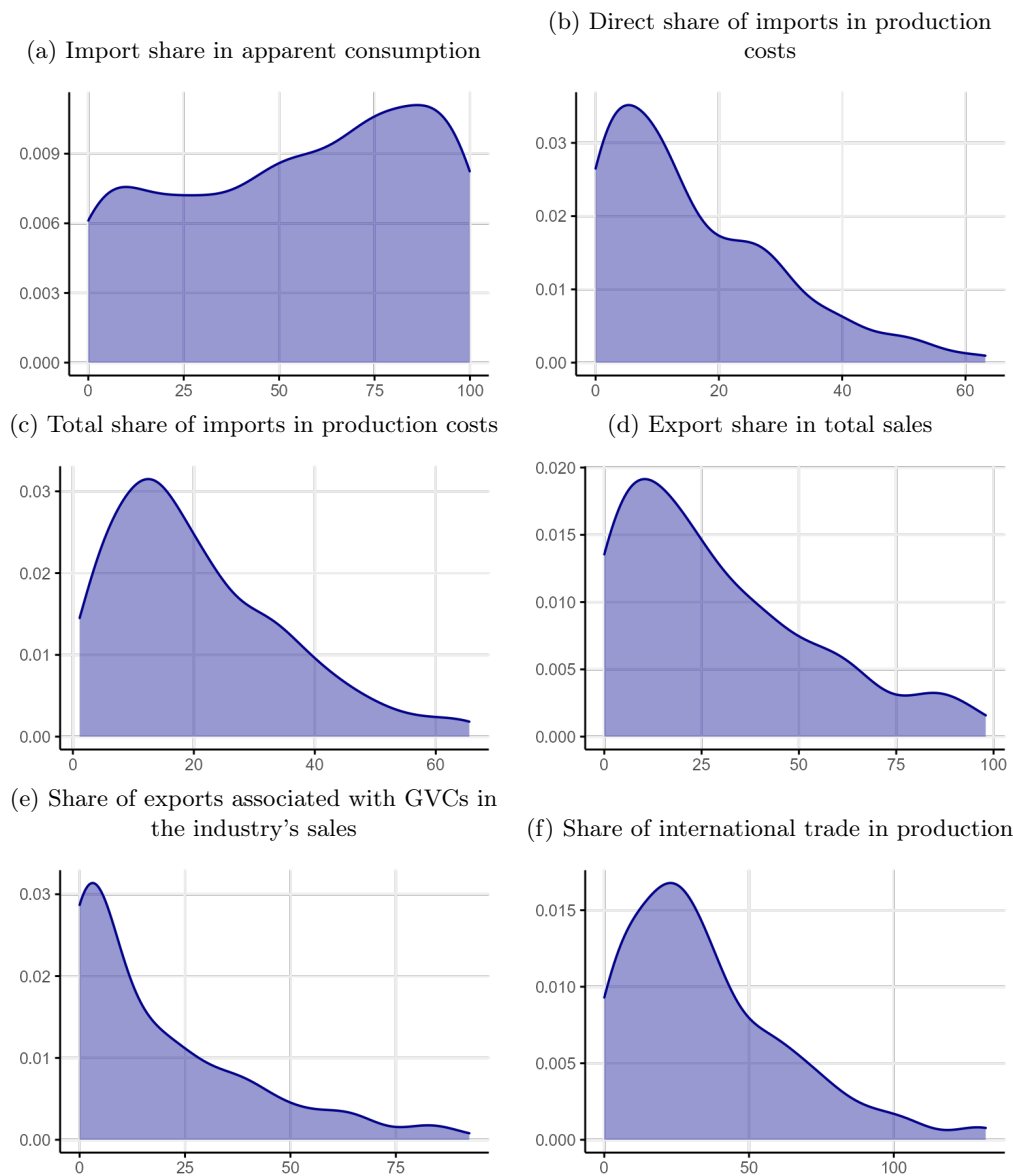 (a) Import share in apparent consumption
0.009
0.006
0.003
0.000
0 25 50 75 100
(b) Direct share of imports in production
costs
0.03
0.02
0.01
0.00
0 20 40 60
(c) Total share of imports in production costs
0.03
0.02
0.01
0.00
0 20 40 60
(d) Export share in total sales
0.020
0.015
0.010
0.005
0.000
0 25 50 75 100
(e) Share of exports associated with GVCs in
the industry's sales
0.03
0.02
0.01
0.00
0 25 50 75
(f) Share of international trade in production
0.015
0.010
0.005
0.000
0 50 100